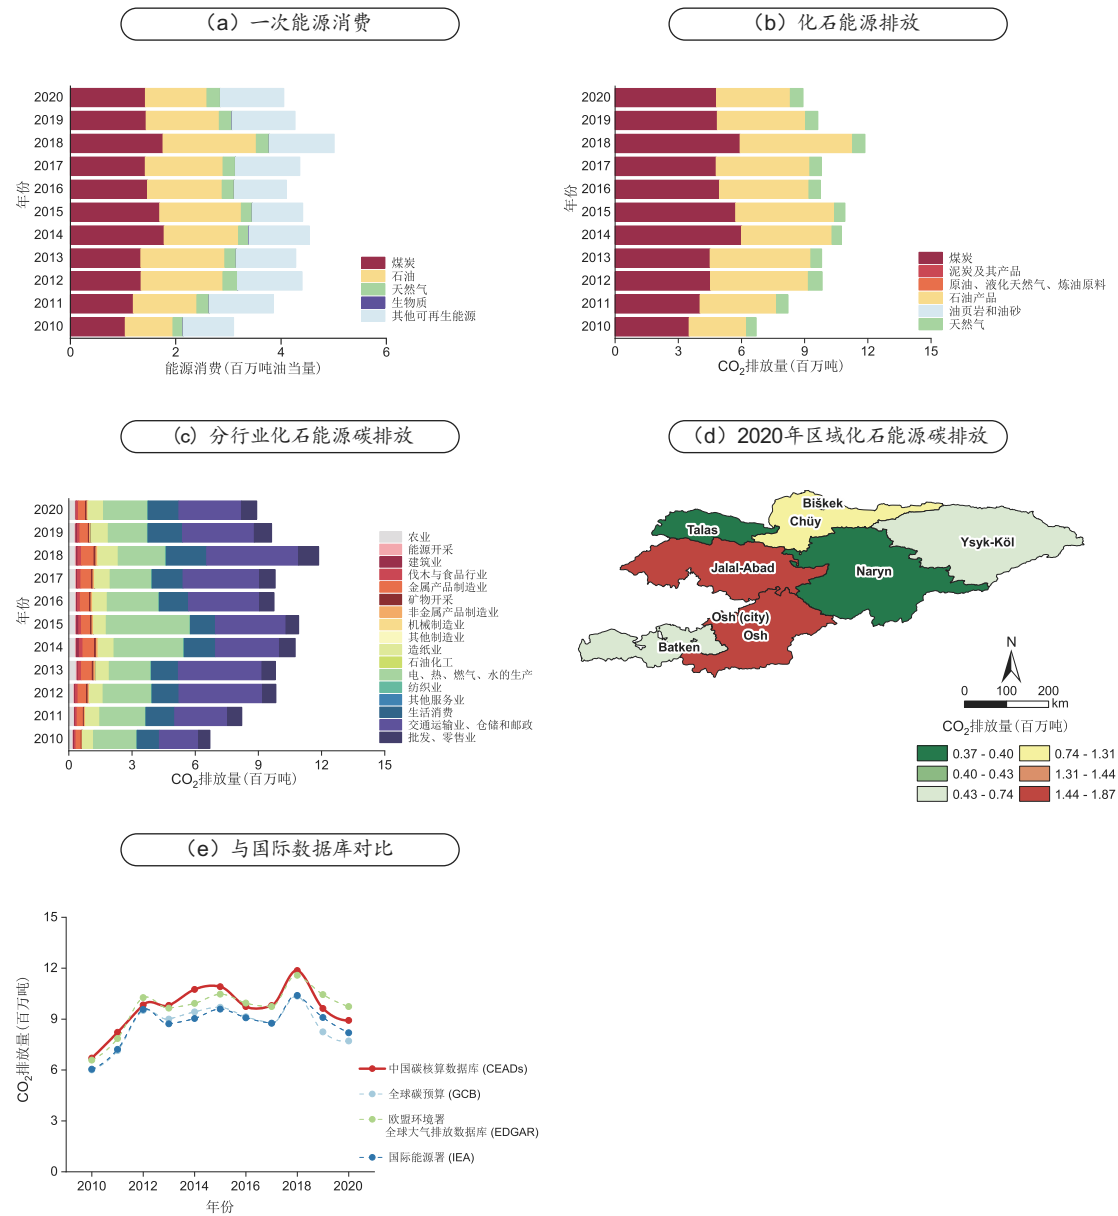 （a）一次能源消费
（b）化石能源排放
年份
2020
2019
2018
2017
2016
2015
2014
2013
2012
2011
2010
0
2
4
6
能源消费(百万吨油当量)
煤炭
石油
天然气
生物质
其他可再生能源
年份
2020
2019
2018
2017
2016
2015
2014
2013
2012
2011
2010
0
3
6
9
12
15
CO2排放量(百万吨)
煤炭
泥炭及其产品
原油、液化天然气、炼油原料
石油产品
油页岩和油砂
天然气
（c）分行业化石能源碳排放
（d）2020年区域化石能源碳排放
年份
2020
2019
2018
2017
2016
2015
2014
2013
2012
2011
2010
0
3
6
9
12
15
CO2排放量(百万吨)
农业
能源开采
建筑业
伐木与食品行业
金属产品制造业
矿物开采
非金属产品制造业
机械制造业
其他制造业
造纸业
石油化工
电、热、燃气、水的生产
纺织业
其他服务业
生活消费
交通运输业、仓储和邮政
批发、零售业
Biškek
Chüy
Talas
Ysyk-Köl
Jalal-Abad
Naryn
Osh (city)
Osh
Batken
N
0 100 200
km
CO2排放量(百万吨)
0.37 - 0.40
0.40 - 0.43
0.43 - 0.74
0.74 - 1.31
1.31 - 1.44
1.44 - 1.87
（e）与国际数据库对比
CO2排放量(百万吨)
15
12
9
6
3
0
2010
2012
2014
2016
2018
2020
年份
中国碳核算数据库 (CEADs)
全球碳预算 (GCB)
欧盟环境署
全球大气排放数据库 (EDGAR)
国际能源署 (IEA)